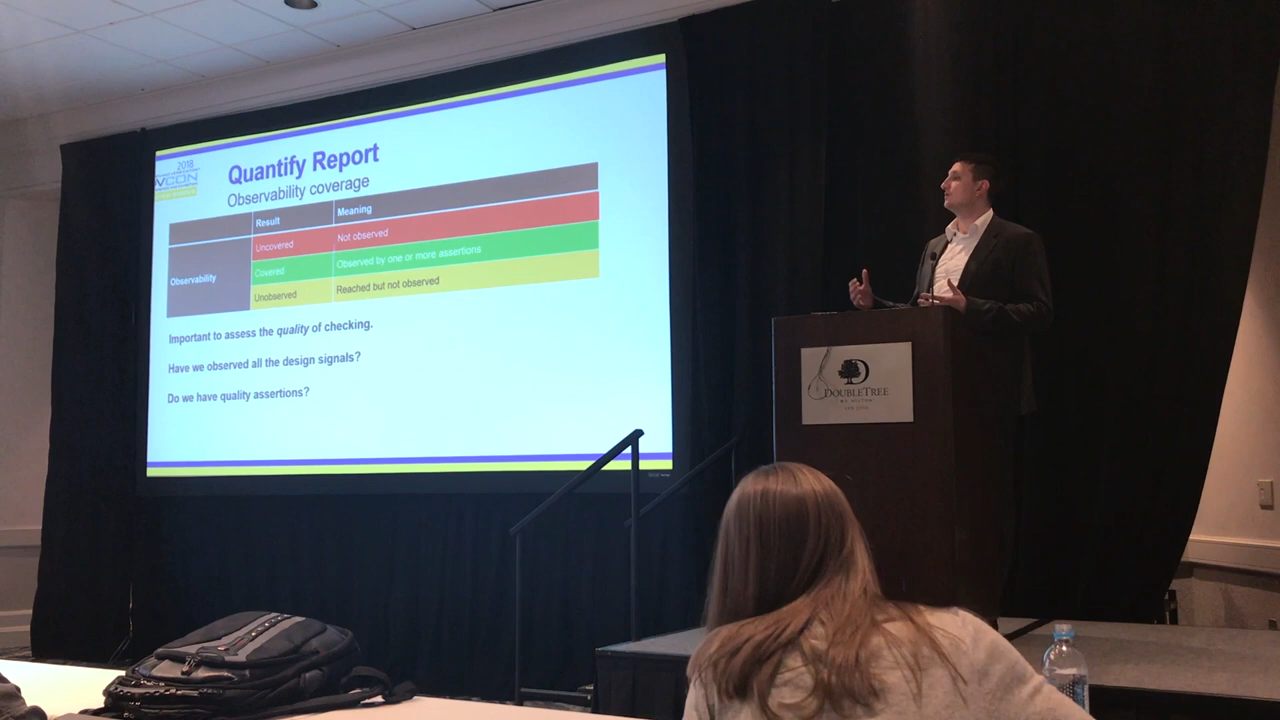 2018
Quantify Report
Observability coverage
Result Meaning
Observability
Uncovered Not observed
Covered Observed by one or more assertions
Unobserved Reached but not observed
Important to assess the quality of checking.
Have we observed all the design signals?
Do we have quality assertions?
DOUBLETREE
BY HILTON
SAN JOSE